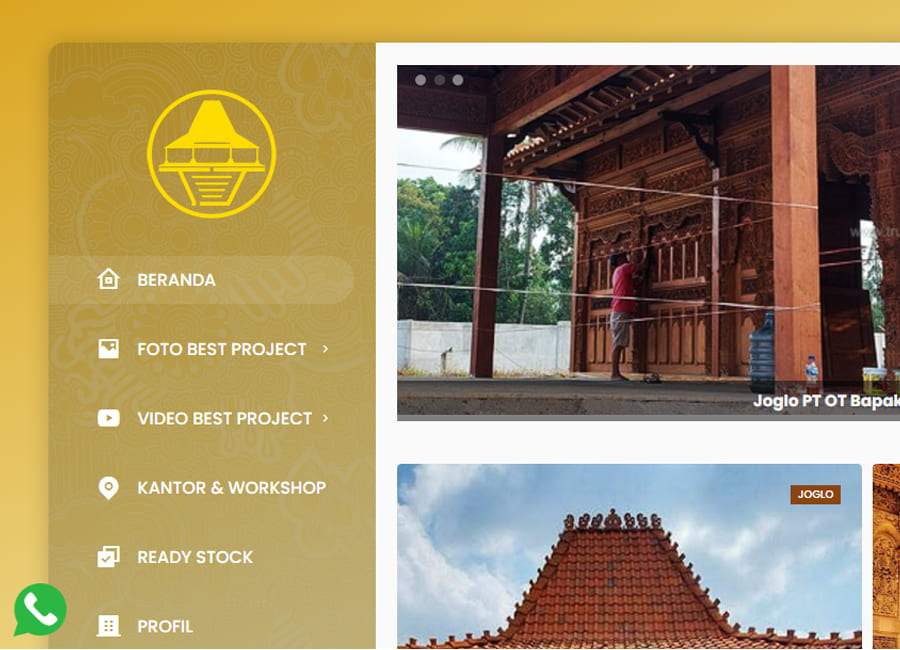 BERANDA
FOTO BEST PROJECT
VIDEO BEST PROJECT
KANTOR & WORKSHOP
READY STOCK
PROFIL
Joglo PT OT Bapak
JOGLO